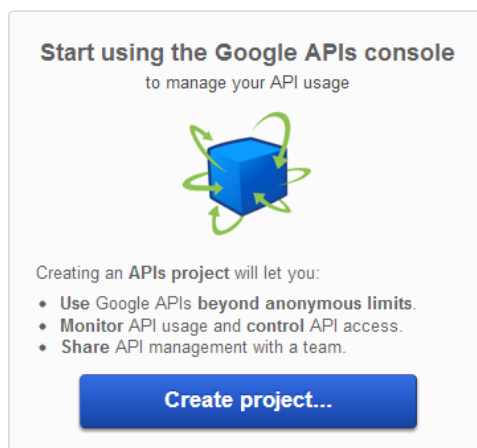 Start using the Google APIs console
to manage your API usage
Creating an APIs project will let you:
• Use Google APIs beyond anonymous limits.
• Monitor API usage and control API access.
• Share API management with a team.
Create project...